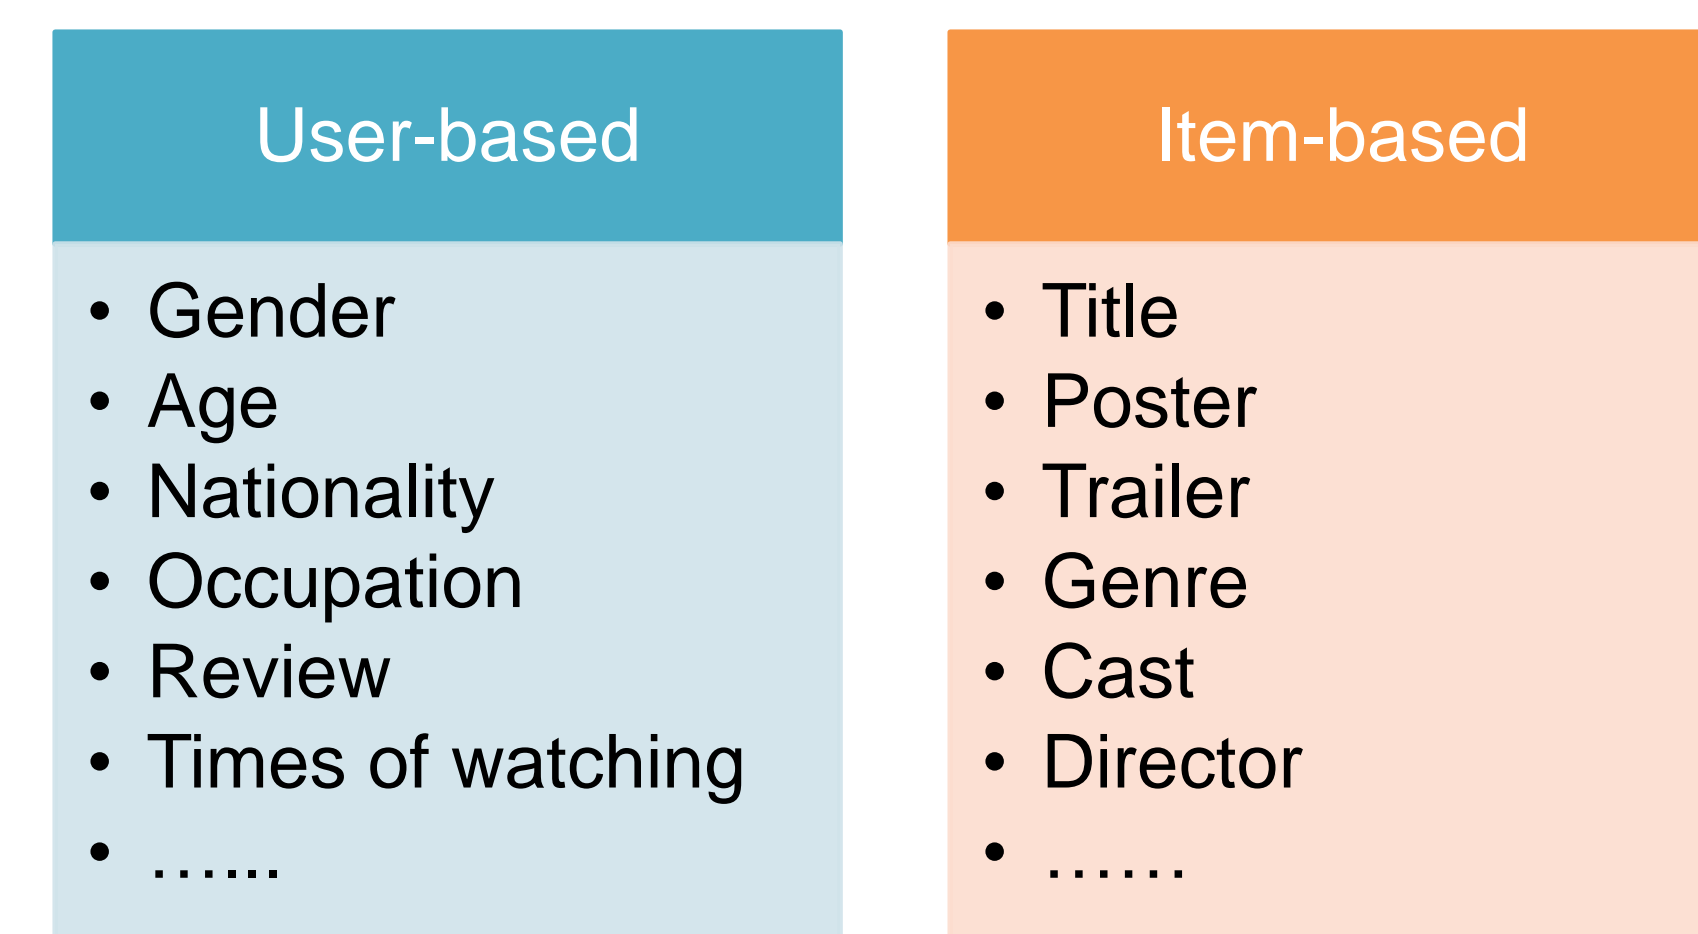 User-based
• Gender
• Age
• Nationality
• Occupation
• Review
• Times of watching
• …...
Item-based
• Title
• Poster
• Trailer
• Genre
• Cast
• Director
• ……